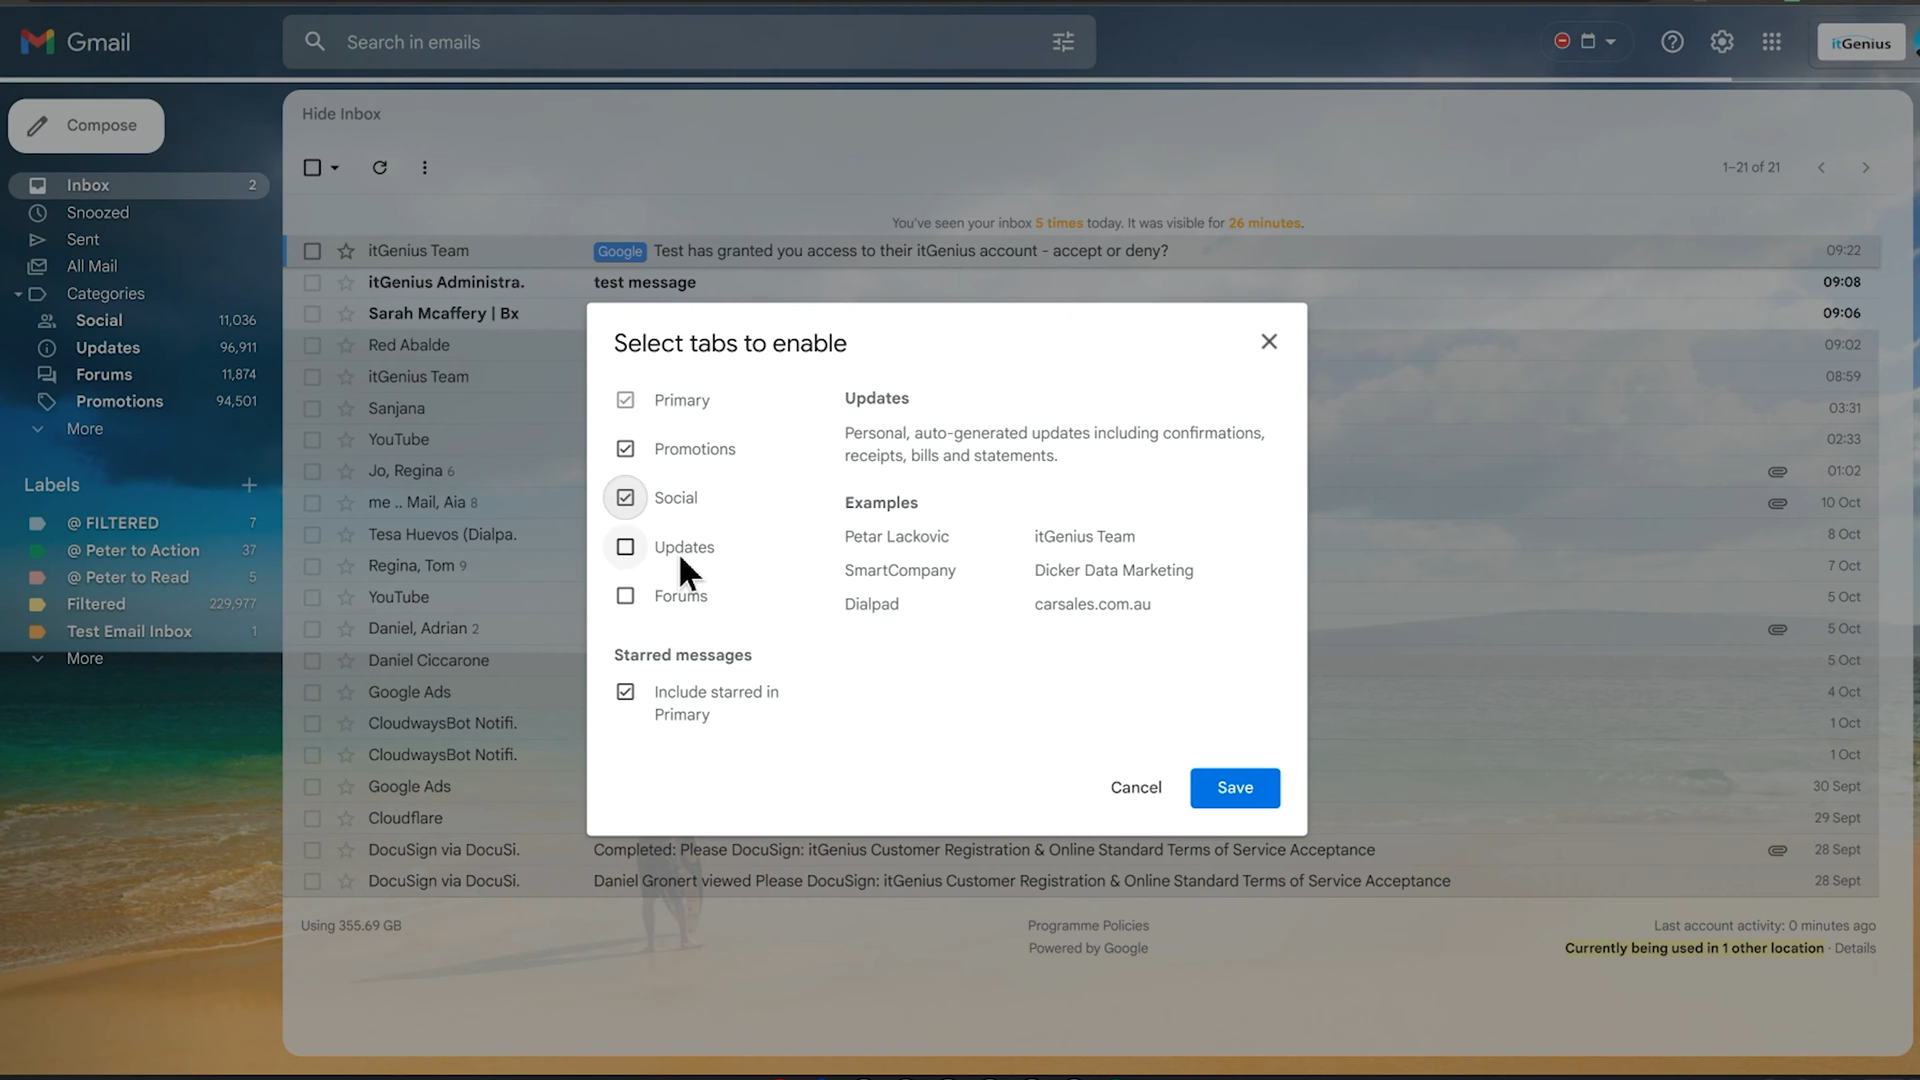 Gmail
Search in emails
itGenius
Compose
Inbox 2
Snoozed
Sent
All Mail
Categories
Social 11,036
Updates 96,911
Forums 11,874
Promotions 94,501
More
Labels
@ FILTERED 7
@ Peter to Action 37
@ Peter to Read 5
Filtered 229,977
Test Email Inbox 1
More
Hide Inbox
1–21 of 21
You've seen your inbox 5 times today. It was visible for 26 minutes.
itGenius Team Google Test has granted you access to their itGenius account - accept or deny? 09:22
itGenius Administra. test message 09:08
Sarah Mcaffery | Bx 09:06
Red Abalde 09:02
itGenius Team 08:59
Sanjana 03:31
YouTube 02:33
Jo, Regina 6 01:02
me .. Mail, Aia 8 10 Oct
Tesa Huevos (Dialpa. 8 Oct
Regina, Tom 9 7 Oct
YouTube 5 Oct
Daniel, Adrian 2 5 Oct
Daniel Ciccarone 5 Oct
Google Ads 4 Oct
CloudwaysBot Notifi. 1 Oct
CloudwaysBot Notifi. 1 Oct
Google Ads 30 Sept
Cloudflare 29 Sept
DocuSign via DocuSi. Completed: Please DocuSign: itGenius Customer Registration & Online Standard Terms of Service Acceptance 28 Sept
DocuSign via DocuSi. Daniel Gronert viewed Please DocuSign: itGenius Customer Registration & Online Standard Terms of Service Acceptance 28 Sept
Select tabs to enable
Primary
Promotions
Social
Updates
Forums
Starred messages
Include starred in
Primary
Updates
Personal, auto-generated updates including confirmations,
receipts, bills and statements.
Examples
Petar Lackovic itGenius Team
SmartCompany Dicker Data Marketing
Dialpad carsales.com.au
Cancel Save
Using 355.69 GB
Programme Policies
Powered by Google
Last account activity: 0 minutes ago
Currently being used in 1 other location · Details